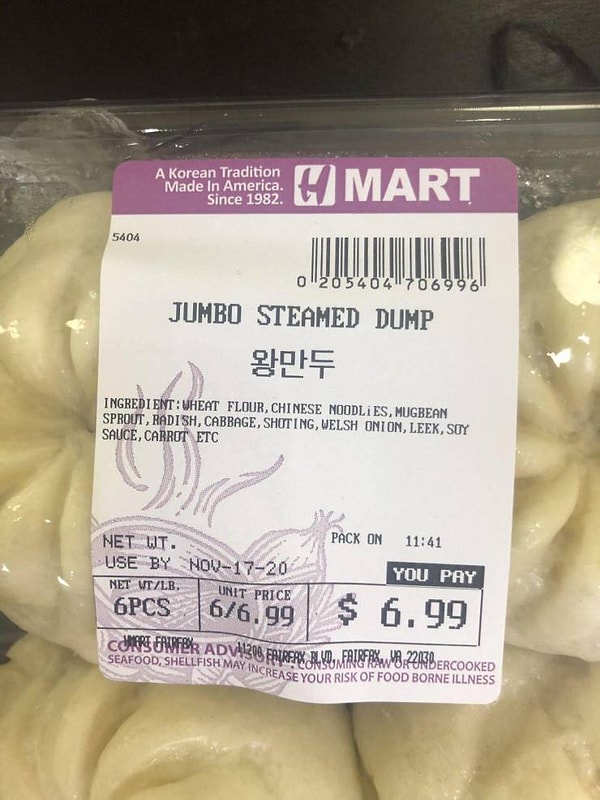 A Korean Tradition
Made In America.
Since 1982.
H MART
5404
0 205404 706996
JUMBO STEAMED DUMP
왕만두
INGREDIENT:WHEAT FLOUR,CHINESE NOODLiES,MUGBEAN
SPROUT,RADISH,CABBAGE,SHOTING,WELSH ONION,LEEK,SOY
SAUCE,CARROT ETC
PACK ON 11:41
NET WT.
USE BY NOV-17-20
YOU PAY
NET WT/LB.
6PCS
UNIT PRICE
6/6.99
$ 6.99
HMART FAIRFAX
11200 FAIRFAX BLVD, FAIRFAX, VA 22030
CONSUMER ADVISORY: CONSUMING RAW OR UNDERCOOKED
SEAFOOD, SHELLFISH MAY INCREASE YOUR RISK OF FOOD BORNE ILLNESS